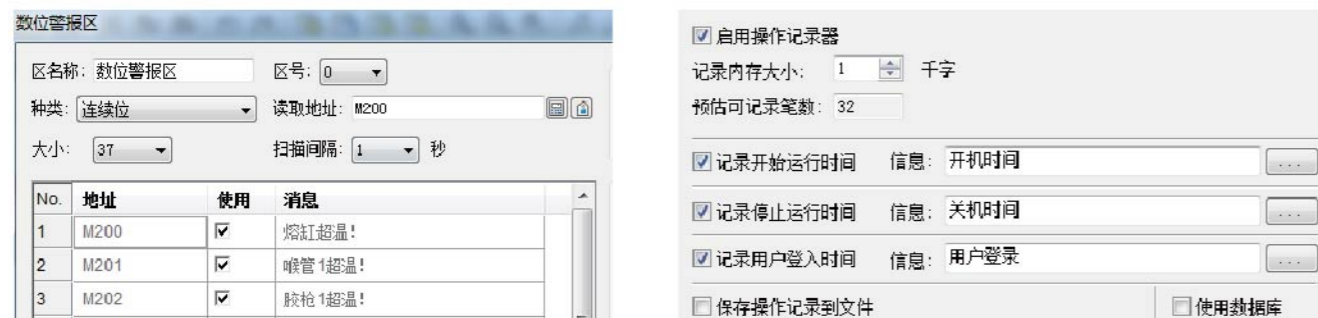 数位警报区
区名称: 数位警报区 区号: 0
种类: 连续位 读取地址: M200
大小: 37 扫描间隔: 1 秒
No. 地址 使用 消息
1 M200 熔缸超温!
2 M201 喉管1超温!
3 M202 胶枪1超温!
启用操作记录器
记录内存大小: 1 千字
预估可记录笔数: 32
记录开始运行时间 信息: 开机时间 ...
记录停止运行时间 信息: 关机时间 ...
记录用户登入时间 信息: 用户登录 ...
保存操作记录到文件 使用数据库